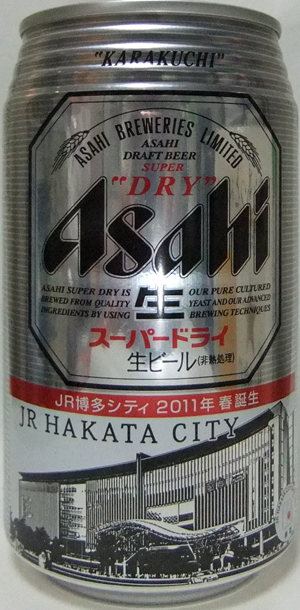 "KARAKUCHI"
ASAHI BREWERIES LIMITED
ASAHI
DRAFT BEER
SUPER
"DRY"
Asahi
ASAHI SUPER DRY IS
BREWED FROM QUALITY
INGREDIENTS BY USING
生
OUR PURE CULTURED
YEAST AND OUR ADVANCED
BREWING TECHNIQUES
スーパードライ
生ビール(非熱処理)
JR博多シティ 2011年 春 誕生
JR HAKATA CITY